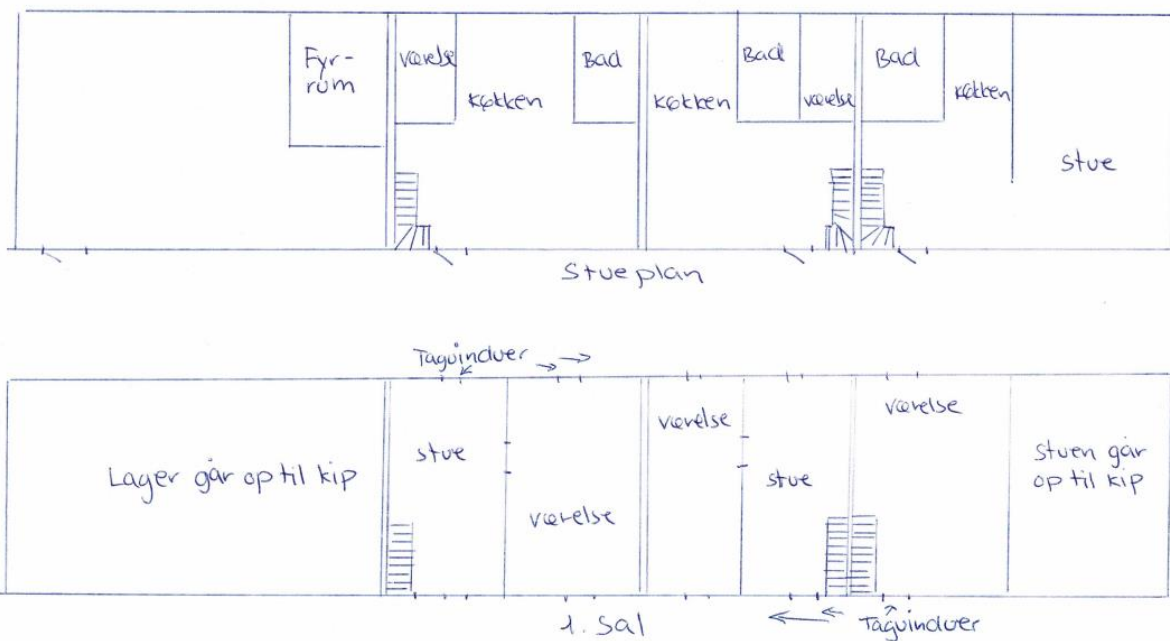 Fyr-
rum
værelse
køkken
Bad
køkken
Bad
værelse
Bad
køkken
stue
Stueplan
Tagvinduer
Lager går op til kip
stue
værelse
værelse
stue
værelse
stuen går
op til kip
1. Sal
Tagvinduer